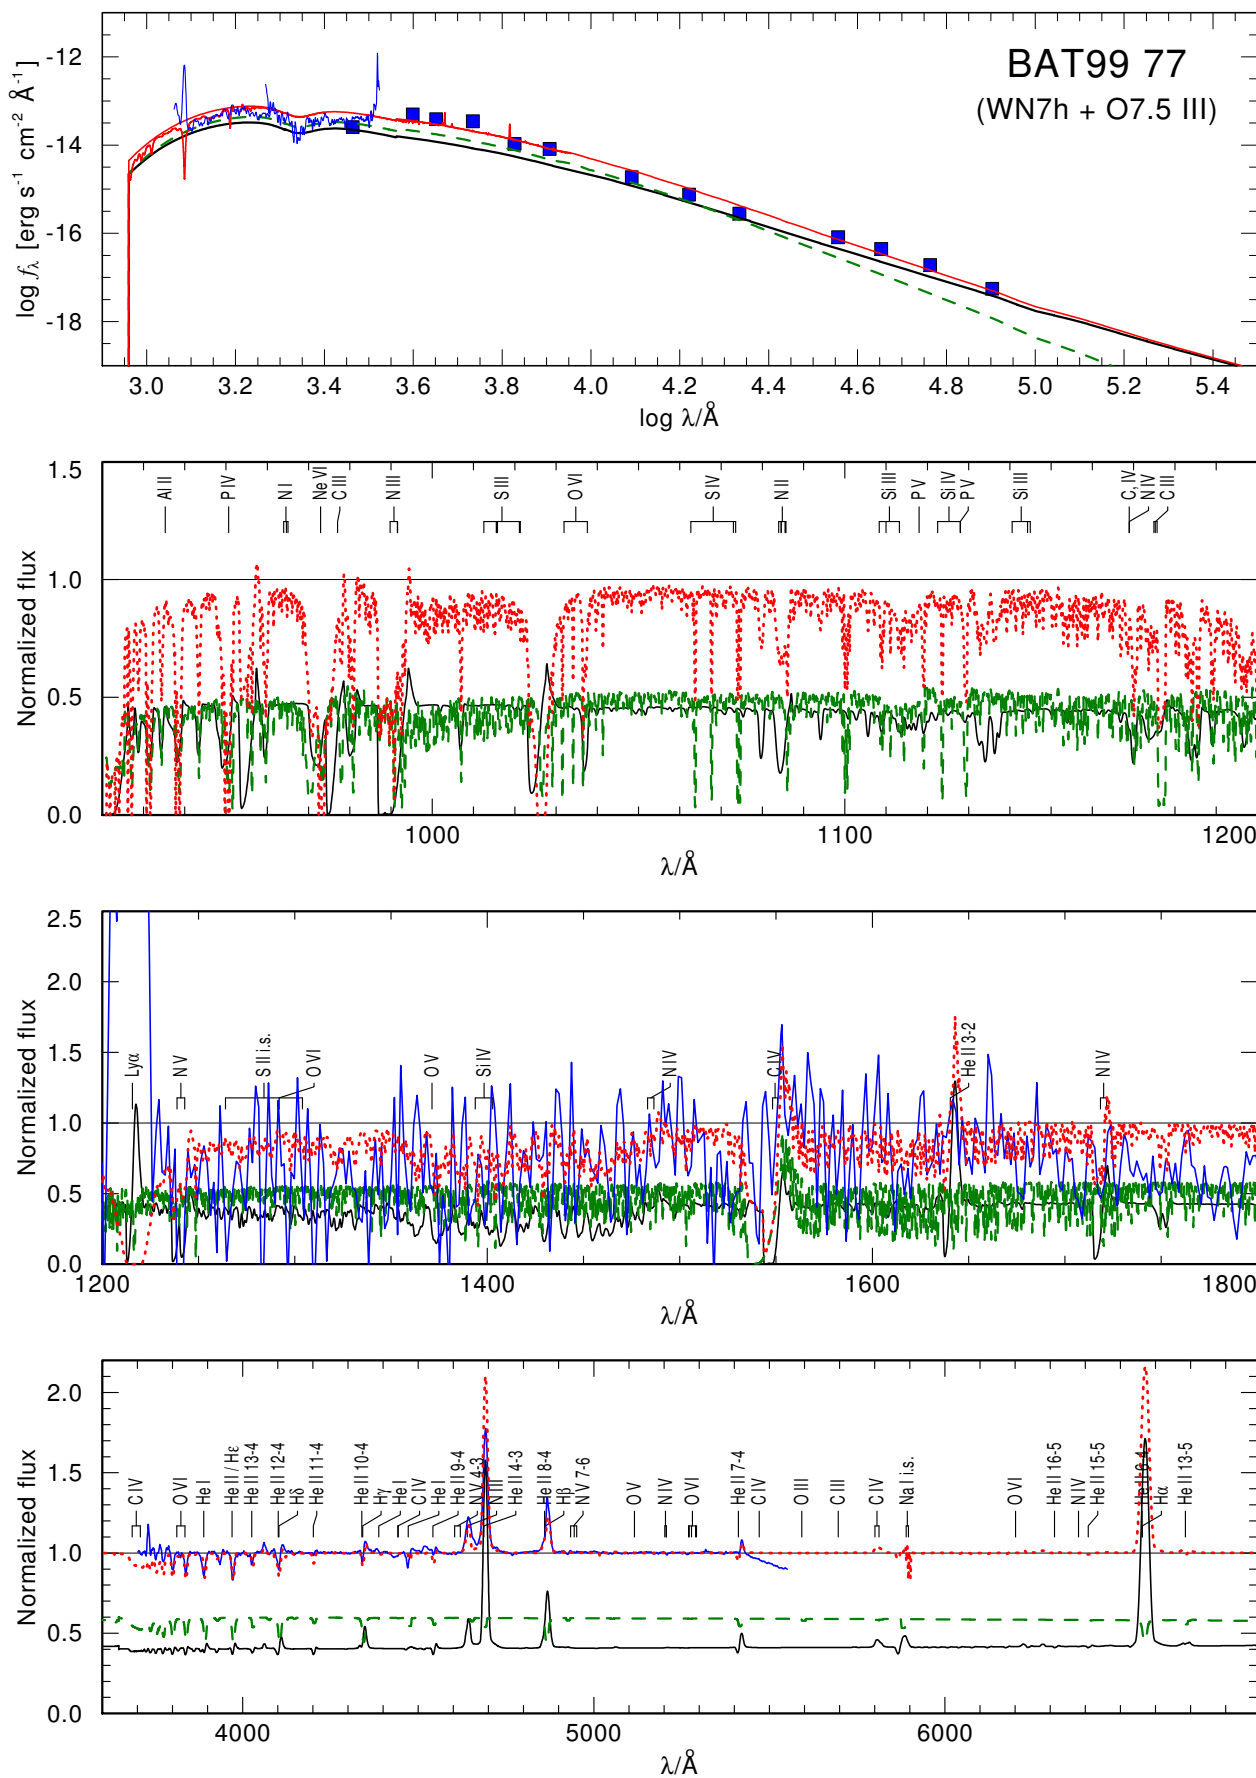 BAT99 77
(WN7h + O7.5 III)
log fλ [erg s-1 cm-2 Å-1]
-12
-14
-16
-18
3.0 3.2 3.4 3.6 3.8 4.0 4.2 4.4 4.6 4.8 5.0 5.2 5.4
log λ/Å
Normalized flux
1.5
1.0
0.5
0.0
Al II P IV N I Ne VI C III N III S III O VI S IV N II Si III P V Si IV P V Si III C, IV N IV C III
1000 1100 1200
λ/Å
Normalized flux
2.5
2.0
1.5
1.0
0.5
0.0
Lyα N V S II i.s. O VI O V Si IV N IV C IV He II 3-2 N IV
1200 1400 1600 1800
λ/Å
Normalized flux
2.0
1.5
1.0
0.5
0.0
C IV O VI He I He II / Hε He II 13-4 He II 12-4 Hδ He II 11-4 He II 10-4 Hγ He I C IV He I He II 9-4 N V 4-3 N III He II 4-3 He II 8-4 Hβ N V 7-6 O V N IV O VI He II 7-4 C IV O III C III C IV Na i.s. O VI He II 16-5 N IV He II 15-5 He II 6-4 Hα He II 13-5
4000 5000 6000
λ/Å